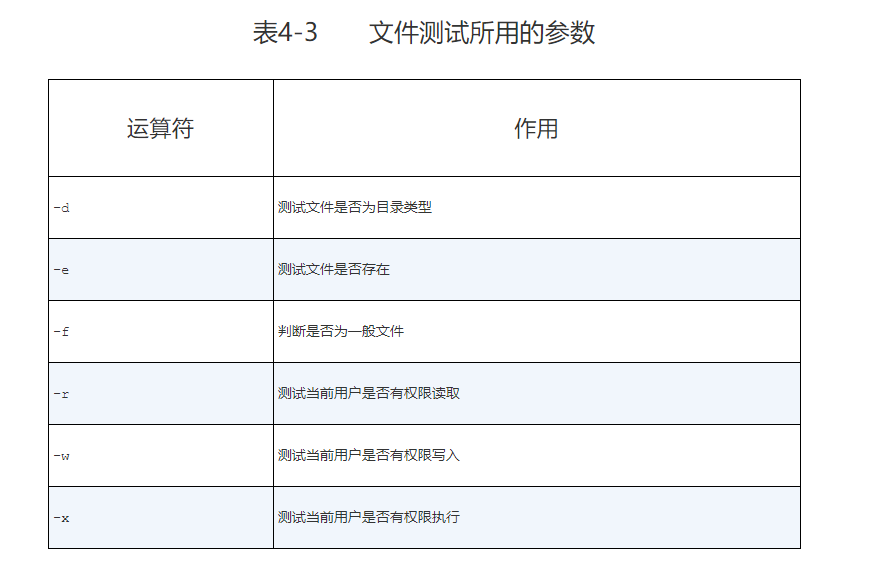 表4-3 文件测试所用的参数
运算符 作用
-d 测试文件是否为目录类型
-e 测试文件是否存在
-f 判断是否为一般文件
-r 测试当前用户是否有权限读取
-w 测试当前用户是否有权限写入
-x 测试当前用户是否有权限执行